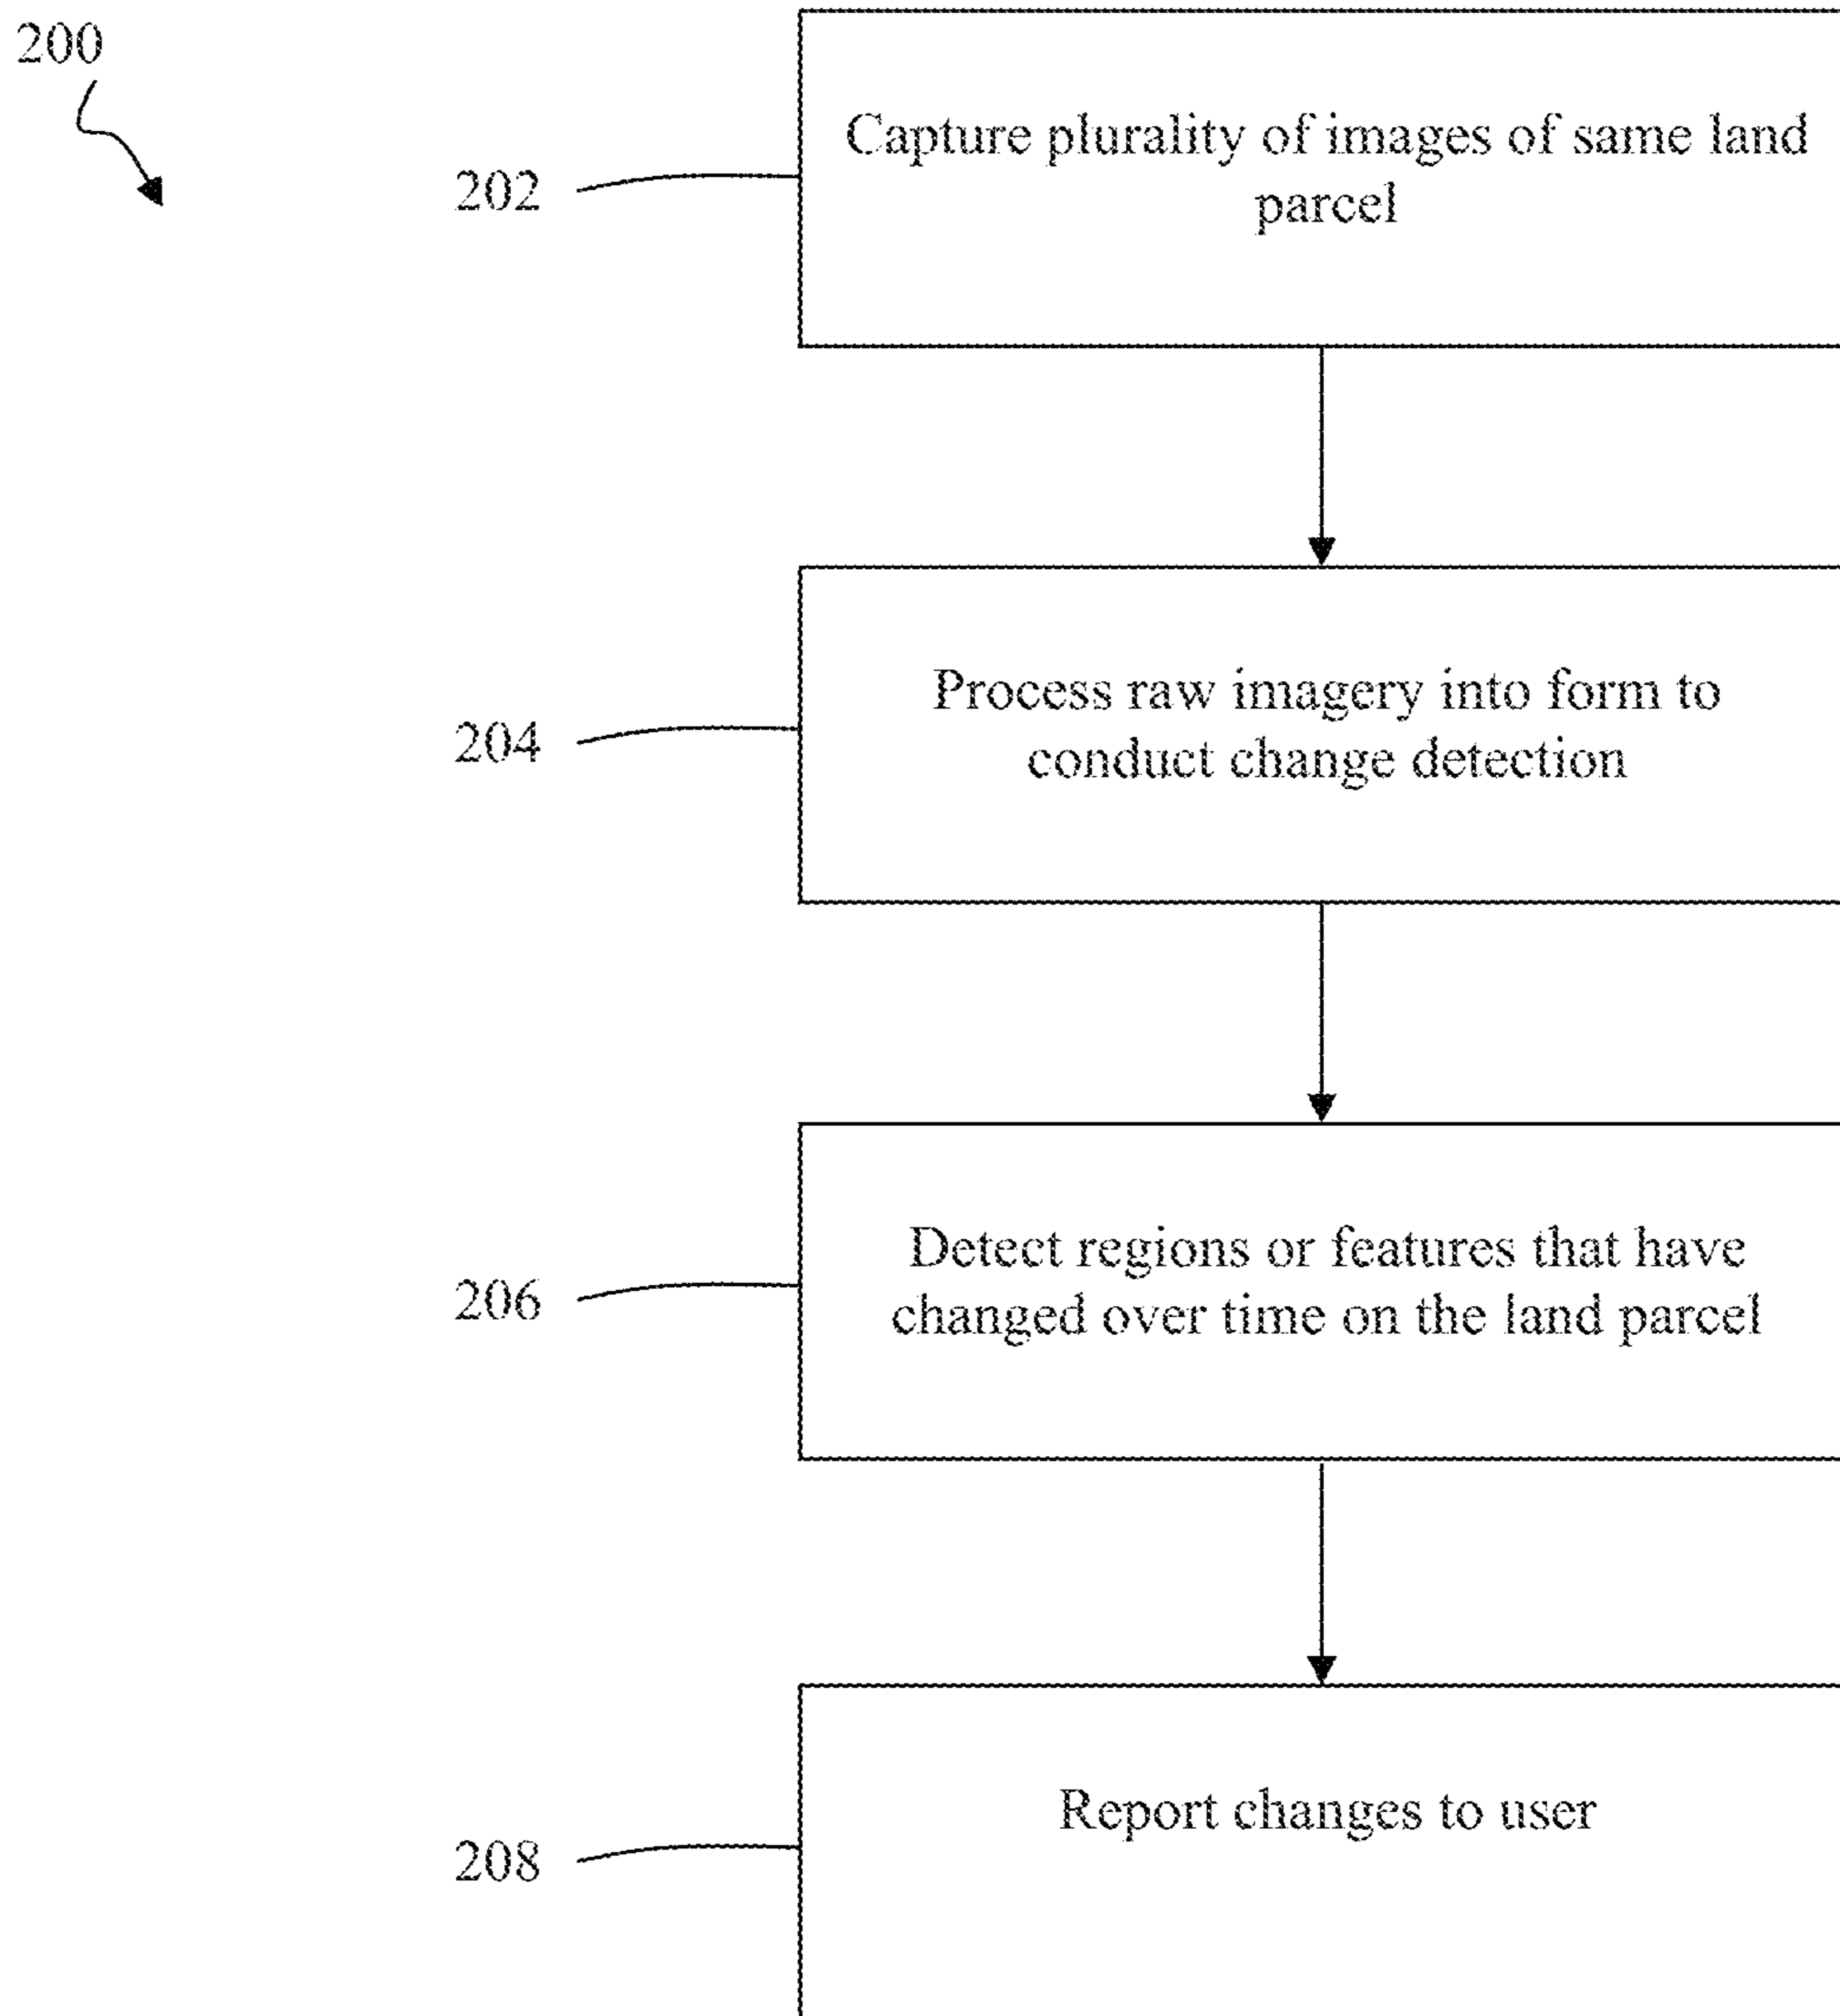 200
202
Capture plurality of images of same land
parcel
204
Process raw imagery into form to
conduct change detection
206
Detect regions or features that have
changed over time on the land parcel
208
Report changes to user